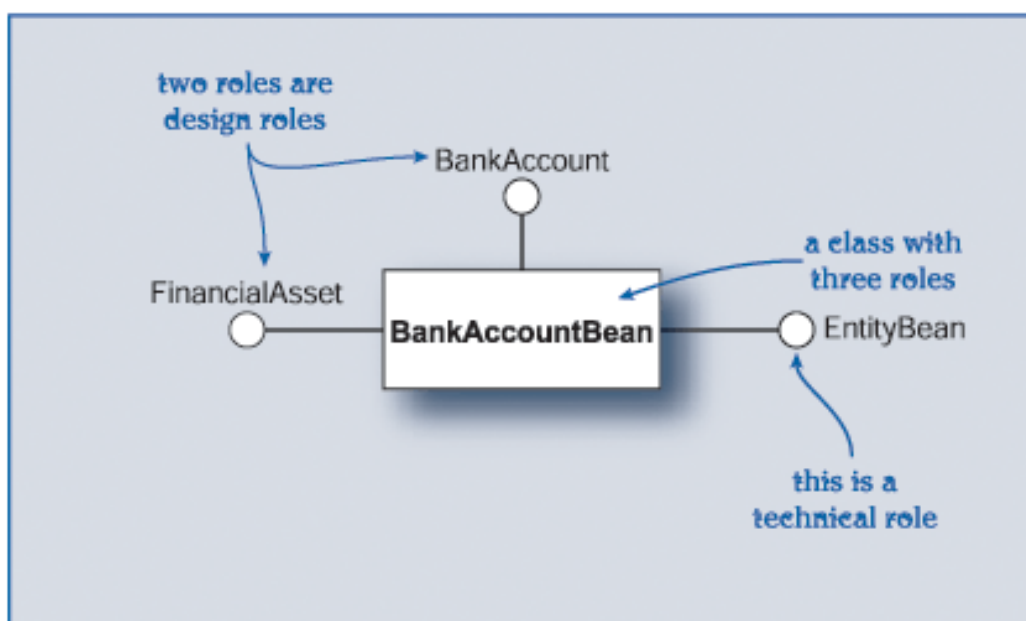 two roles are
design roles
BankAccount
a class with
three roles
FinancialAsset
BankAccountBean
EntityBean
this is a
technical role